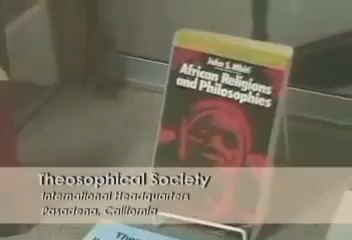 John S. Mbiti
African Religions
and Philosophies
Theosophical Society
International Headquarters
Pasadena, California